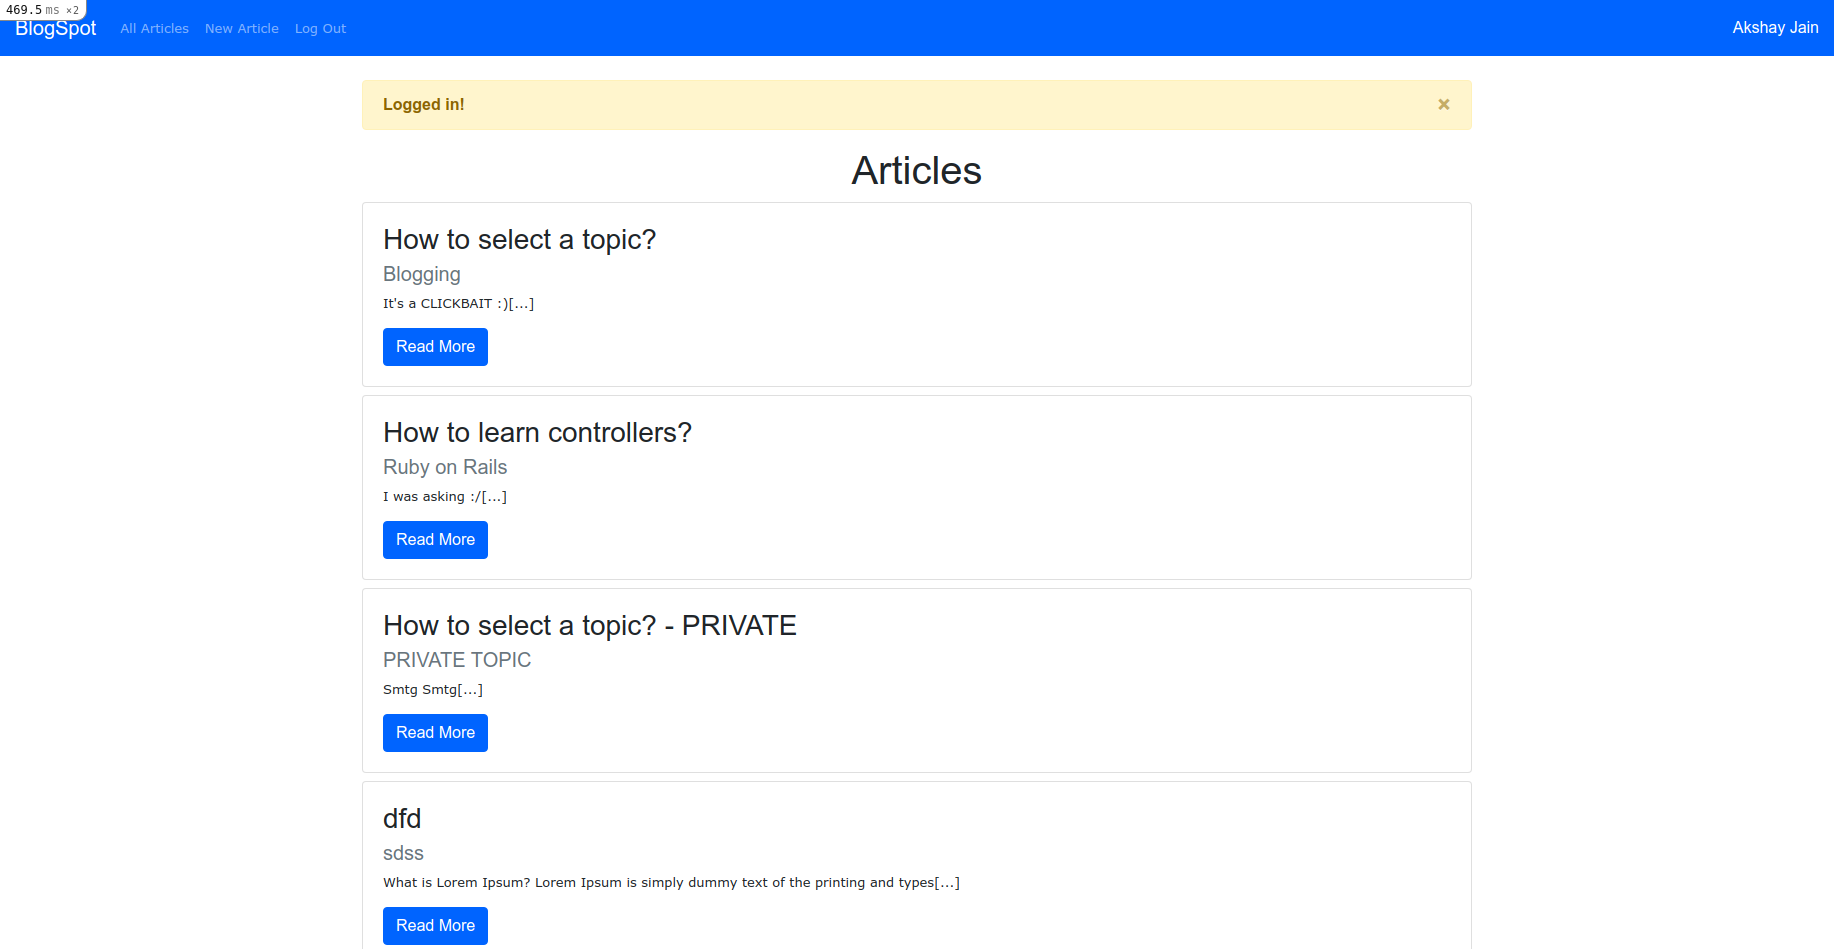 469.5 ms ×2
BlogSpot All Articles New Article Log Out Akshay Jain
Logged in! ×
Articles
How to select a topic?
Blogging
It's a CLICKBAIT :)[...]
Read More
How to learn controllers?
Ruby on Rails
I was asking :/[...]
Read More
How to select a topic? - PRIVATE
PRIVATE TOPIC
Smtg Smtg[...]
Read More
dfd
sdss
What is Lorem Ipsum? Lorem Ipsum is simply dummy text of the printing and types[...]
Read More